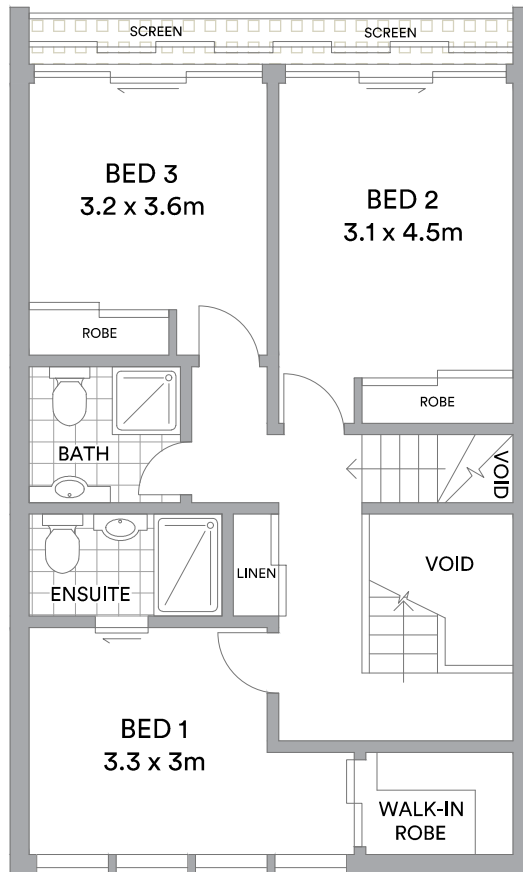 SCREEN
SCREEN
BED 3
3.2 x 3.6m
BED 2
3.1 x 4.5m
ROBE
ROBE
BATH
VOID
ENSUITE
LINEN
VOID
BED 1
3.3 x 3m
WALK-IN
ROBE